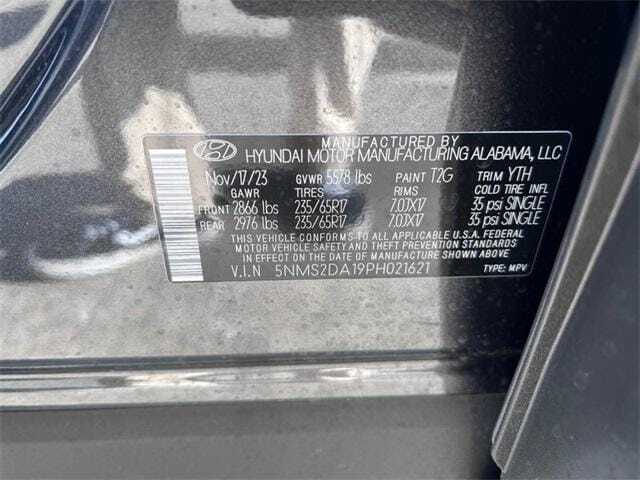 MANUFACTURED BY
HYUNDAI MOTOR MANUFACTURING ALABAMA, LLC
Nov/17/23 GVWR 5578 lbs PAINT T2G TRIM YTH
GAWR TIRES RIMS COLD TIRE INFL
FRONT 2866 lbs 235/65R17 7.0JX17 35 psi SINGLE
REAR 2976 lbs 235/65R17 7.0JX17 35 psi SINGLE
THIS VEHICLE CONFORMS TO ALL APPLICABLE U.S.A. FEDERAL
MOTOR VEHICLE SAFETY AND THEFT PREVENTION STANDARDS
IN EFFECT ON THE DATE OF MANUFACTURE SHOWN ABOVE
V.I.N 5NMS2DA19PH021621 TYPE: MPV